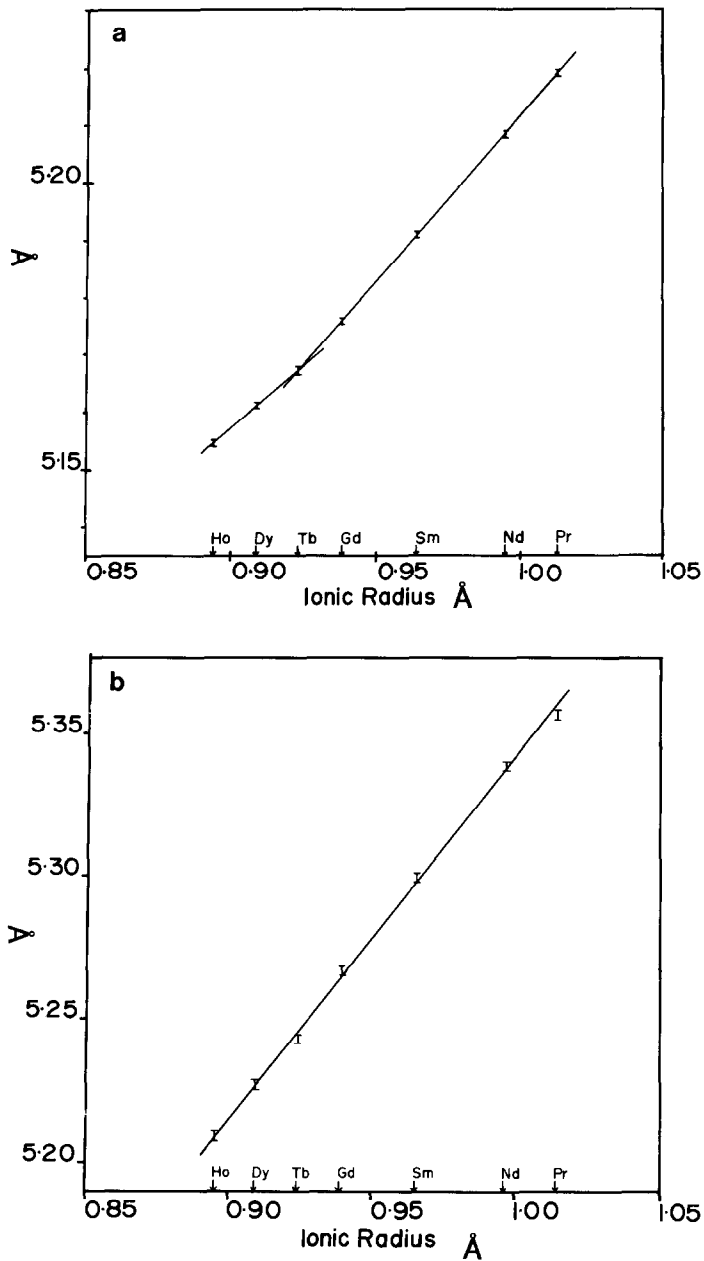 a
5·20
Å
5·15
Ho Dy Tb Gd Sm Nd Pr
0·85 0·90 0·95 1·00 1·05
Ionic Radius Å
b
5·35
5·30
Å
5·25
5·20
Ho Dy Tb Gd Sm Nd Pr
0·85 0·90 0·95 1·00 1·05
Ionic Radius Å